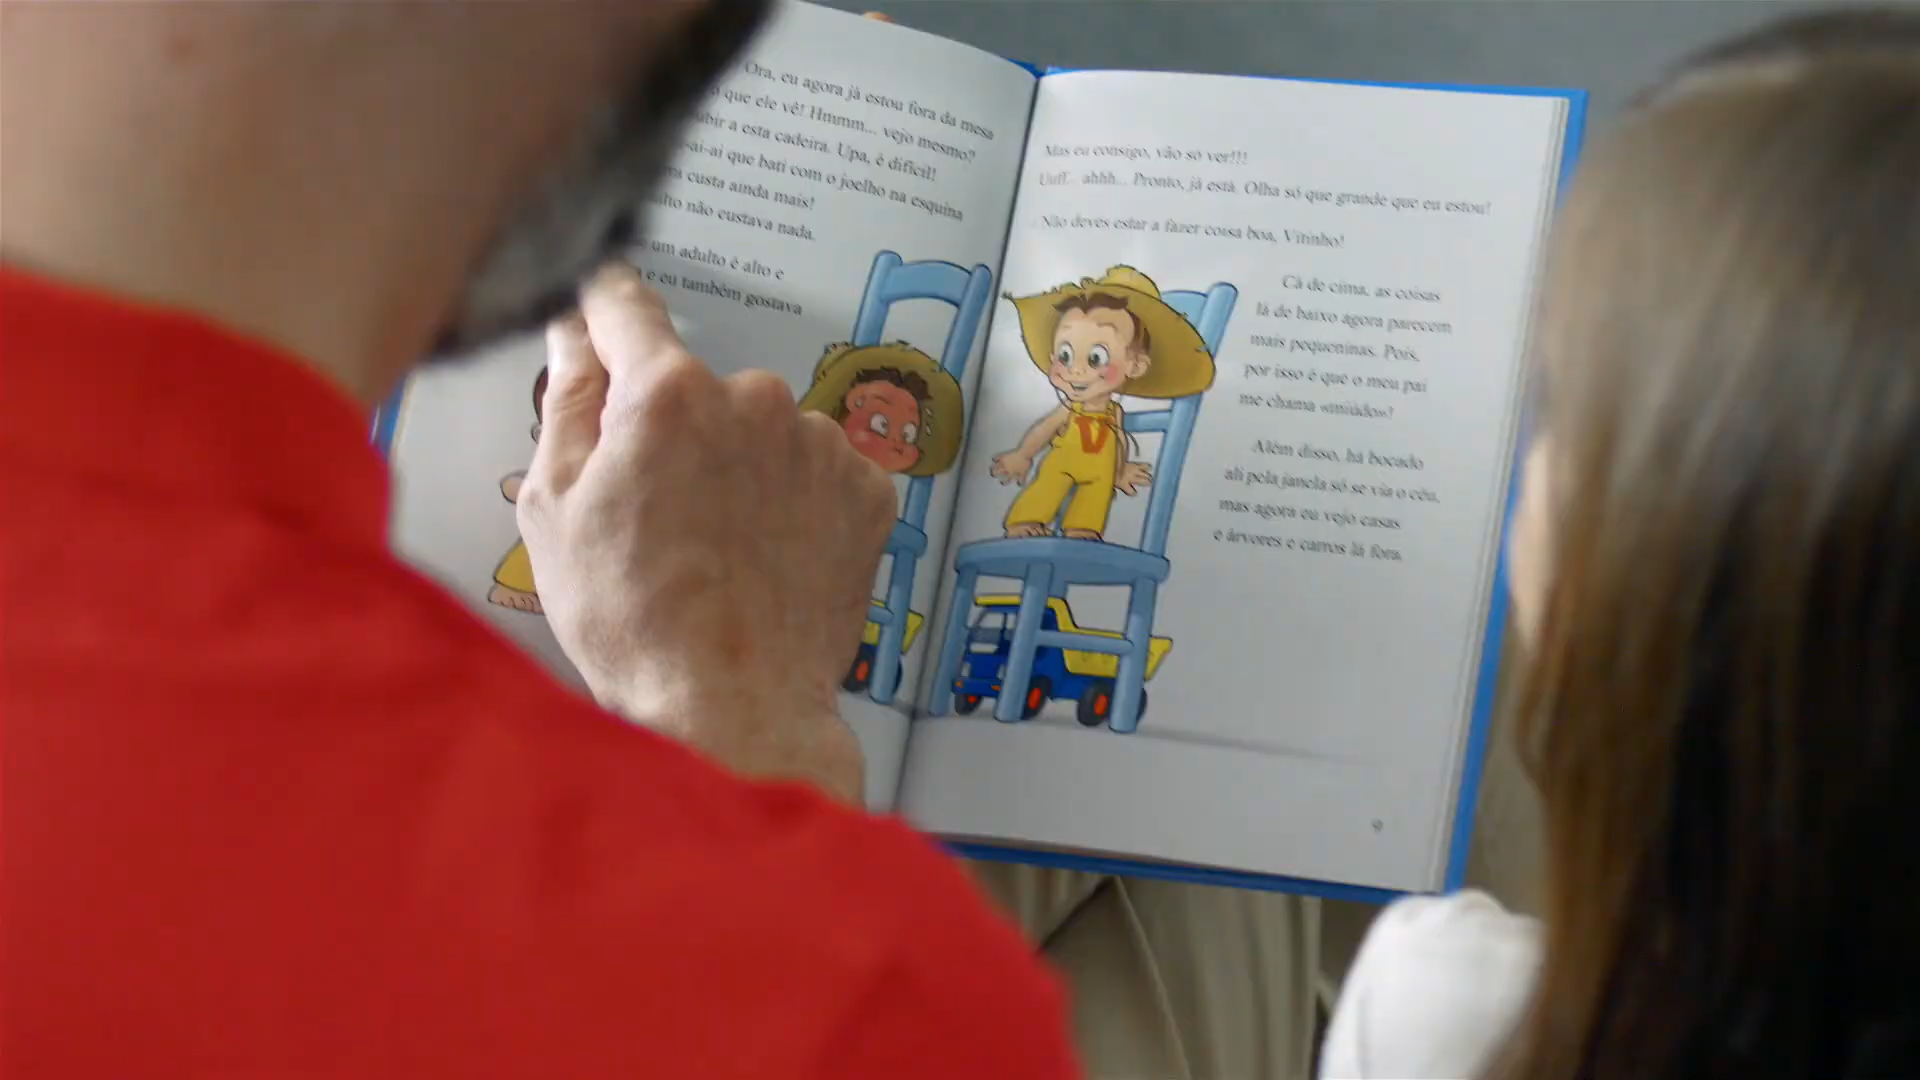 Ora, eu agora já estou fora da mesa
que ele vê! Hmmm... vejo mesmo?
a esta cadeira. Upa, é difícil!
-ai-ai que bati com o joelho na esquina
custa ainda mais!
não custava nada.
um adulto é alto e
e eu também gostava
Mas eu consigo, vão só ver!!!
Uuff... ahhh... Pronto, já está. Olha só que grande que eu estou!
Não deves estar a fazer coisa boa, Vitinho!
Cá de cima, as coisas
lá de baixo agora parecem
mais pequeninas. Pois,
por isso é que o meu pai
me chama «miúdo»!
V
Além disso, há bocado
ali pela janela só se via o céu,
mas agora eu vejo casas
e árvores e carros lá fora.
9